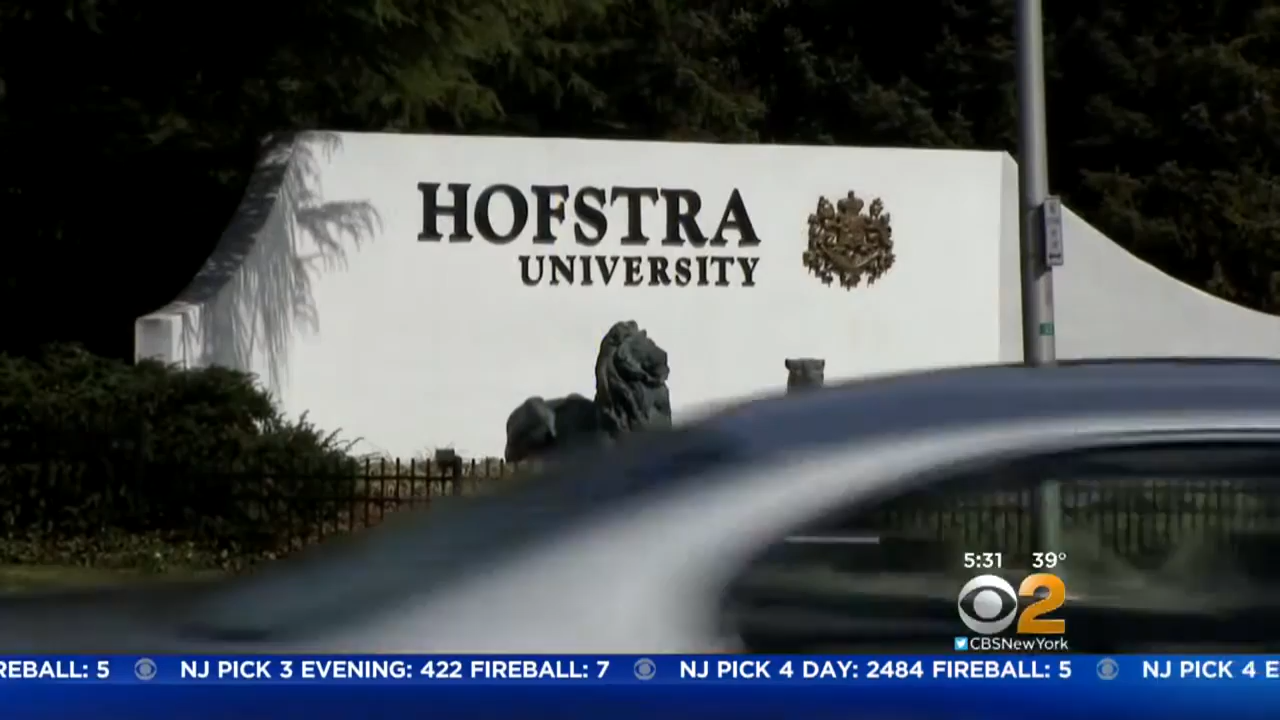 HOFSTRA
UNIVERSITY
5:31 39°
2
CBSNewYork
REBALL: 5 NJ PICK 3 EVENING: 422 FIREBALL: 7 NJ PICK 4 DAY: 2484 FIREBALL: 5 NJ PICK 4 E